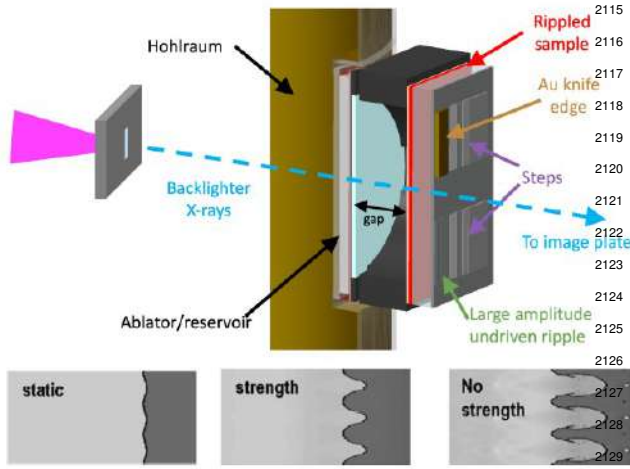 Hohlraum
Rippled
sample
Au knife
edge
Steps
Backlighter
X-rays
gap
To image plate
Ablator/reservoir
Large amplitude
undriven ripple
static
strength
No
strength
2115
2116
2117
2118
2119
2120
2121
2122
2123
2124
2125
2126
2127
2128
2129